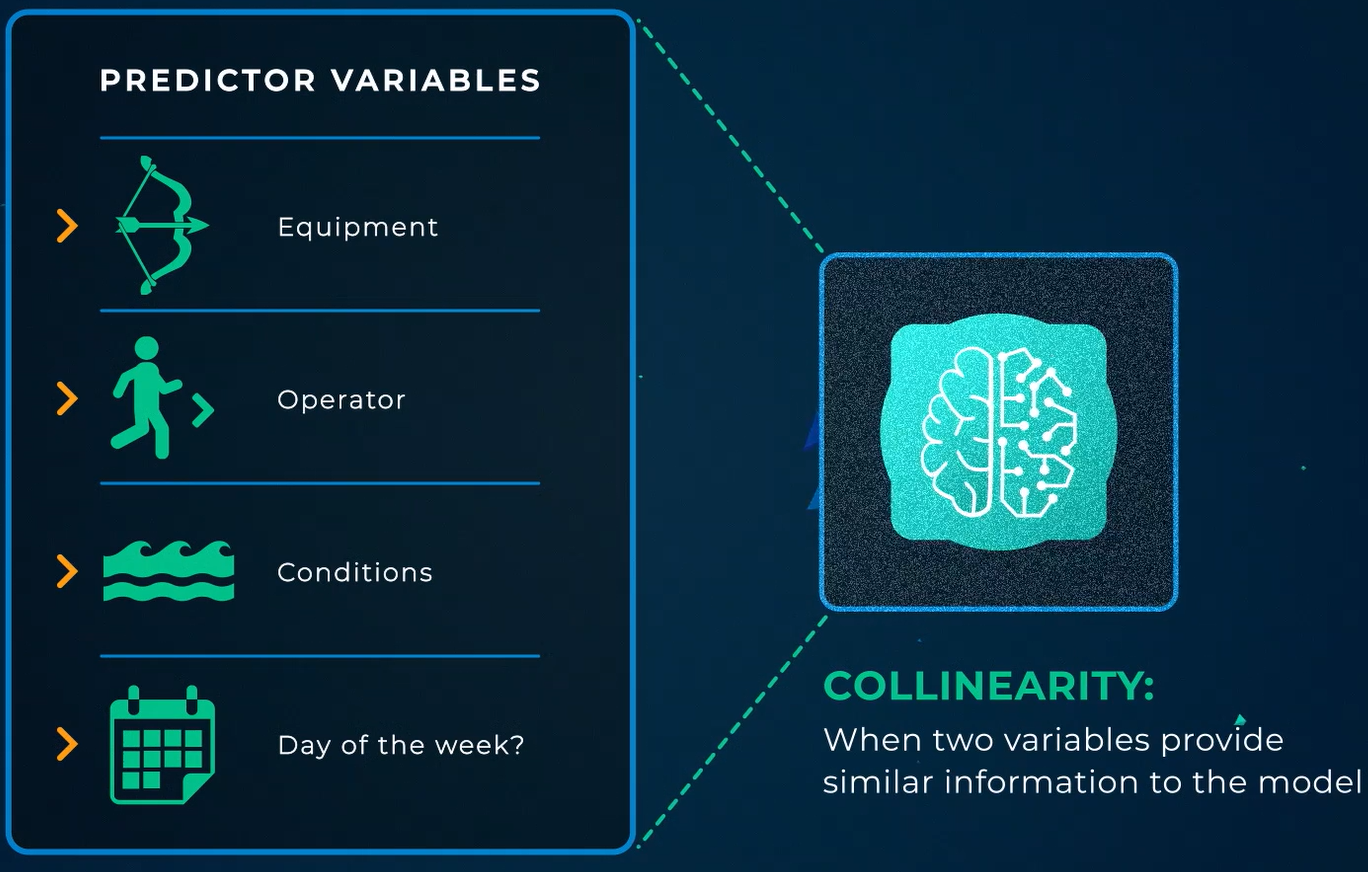 PREDICTOR VARIABLES
Equipment
Operator
Conditions
Day of the week?
COLLINEARITY:
When two variables provide
similar information to the model